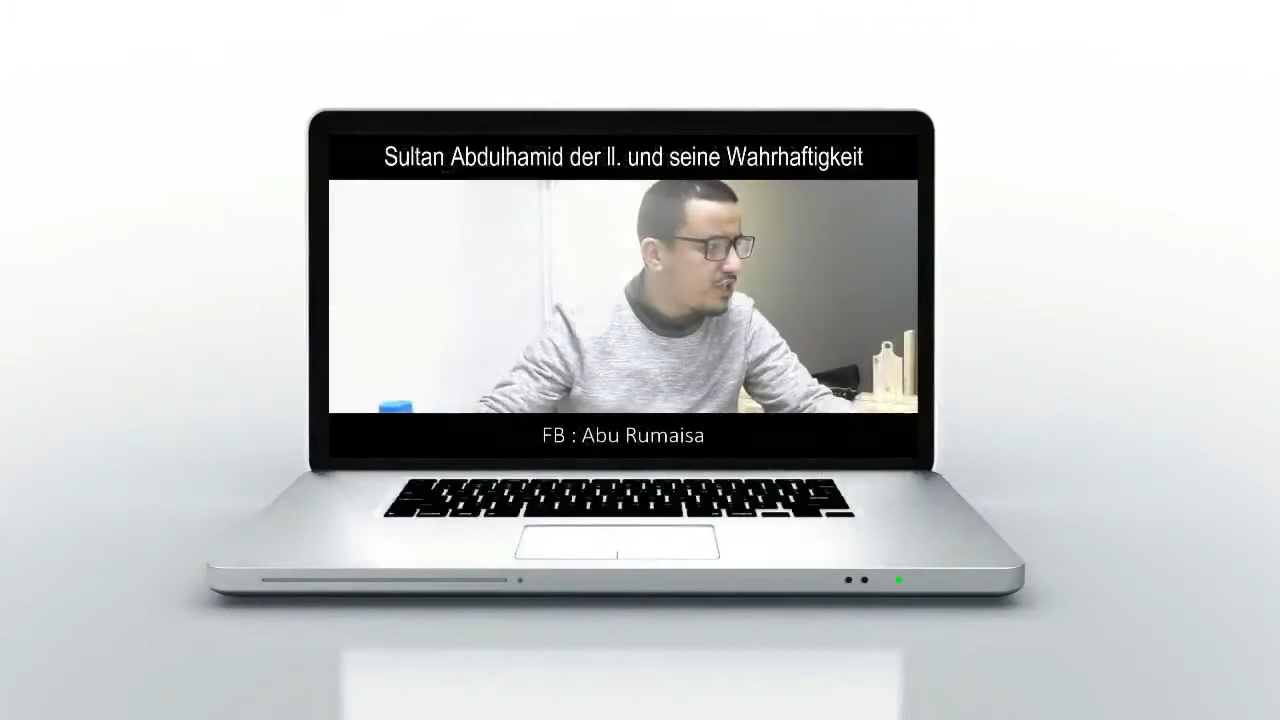 Sultan Abdulhamid der II. und seine Wahrhaftigkeit
FB : Abu Rumaisa